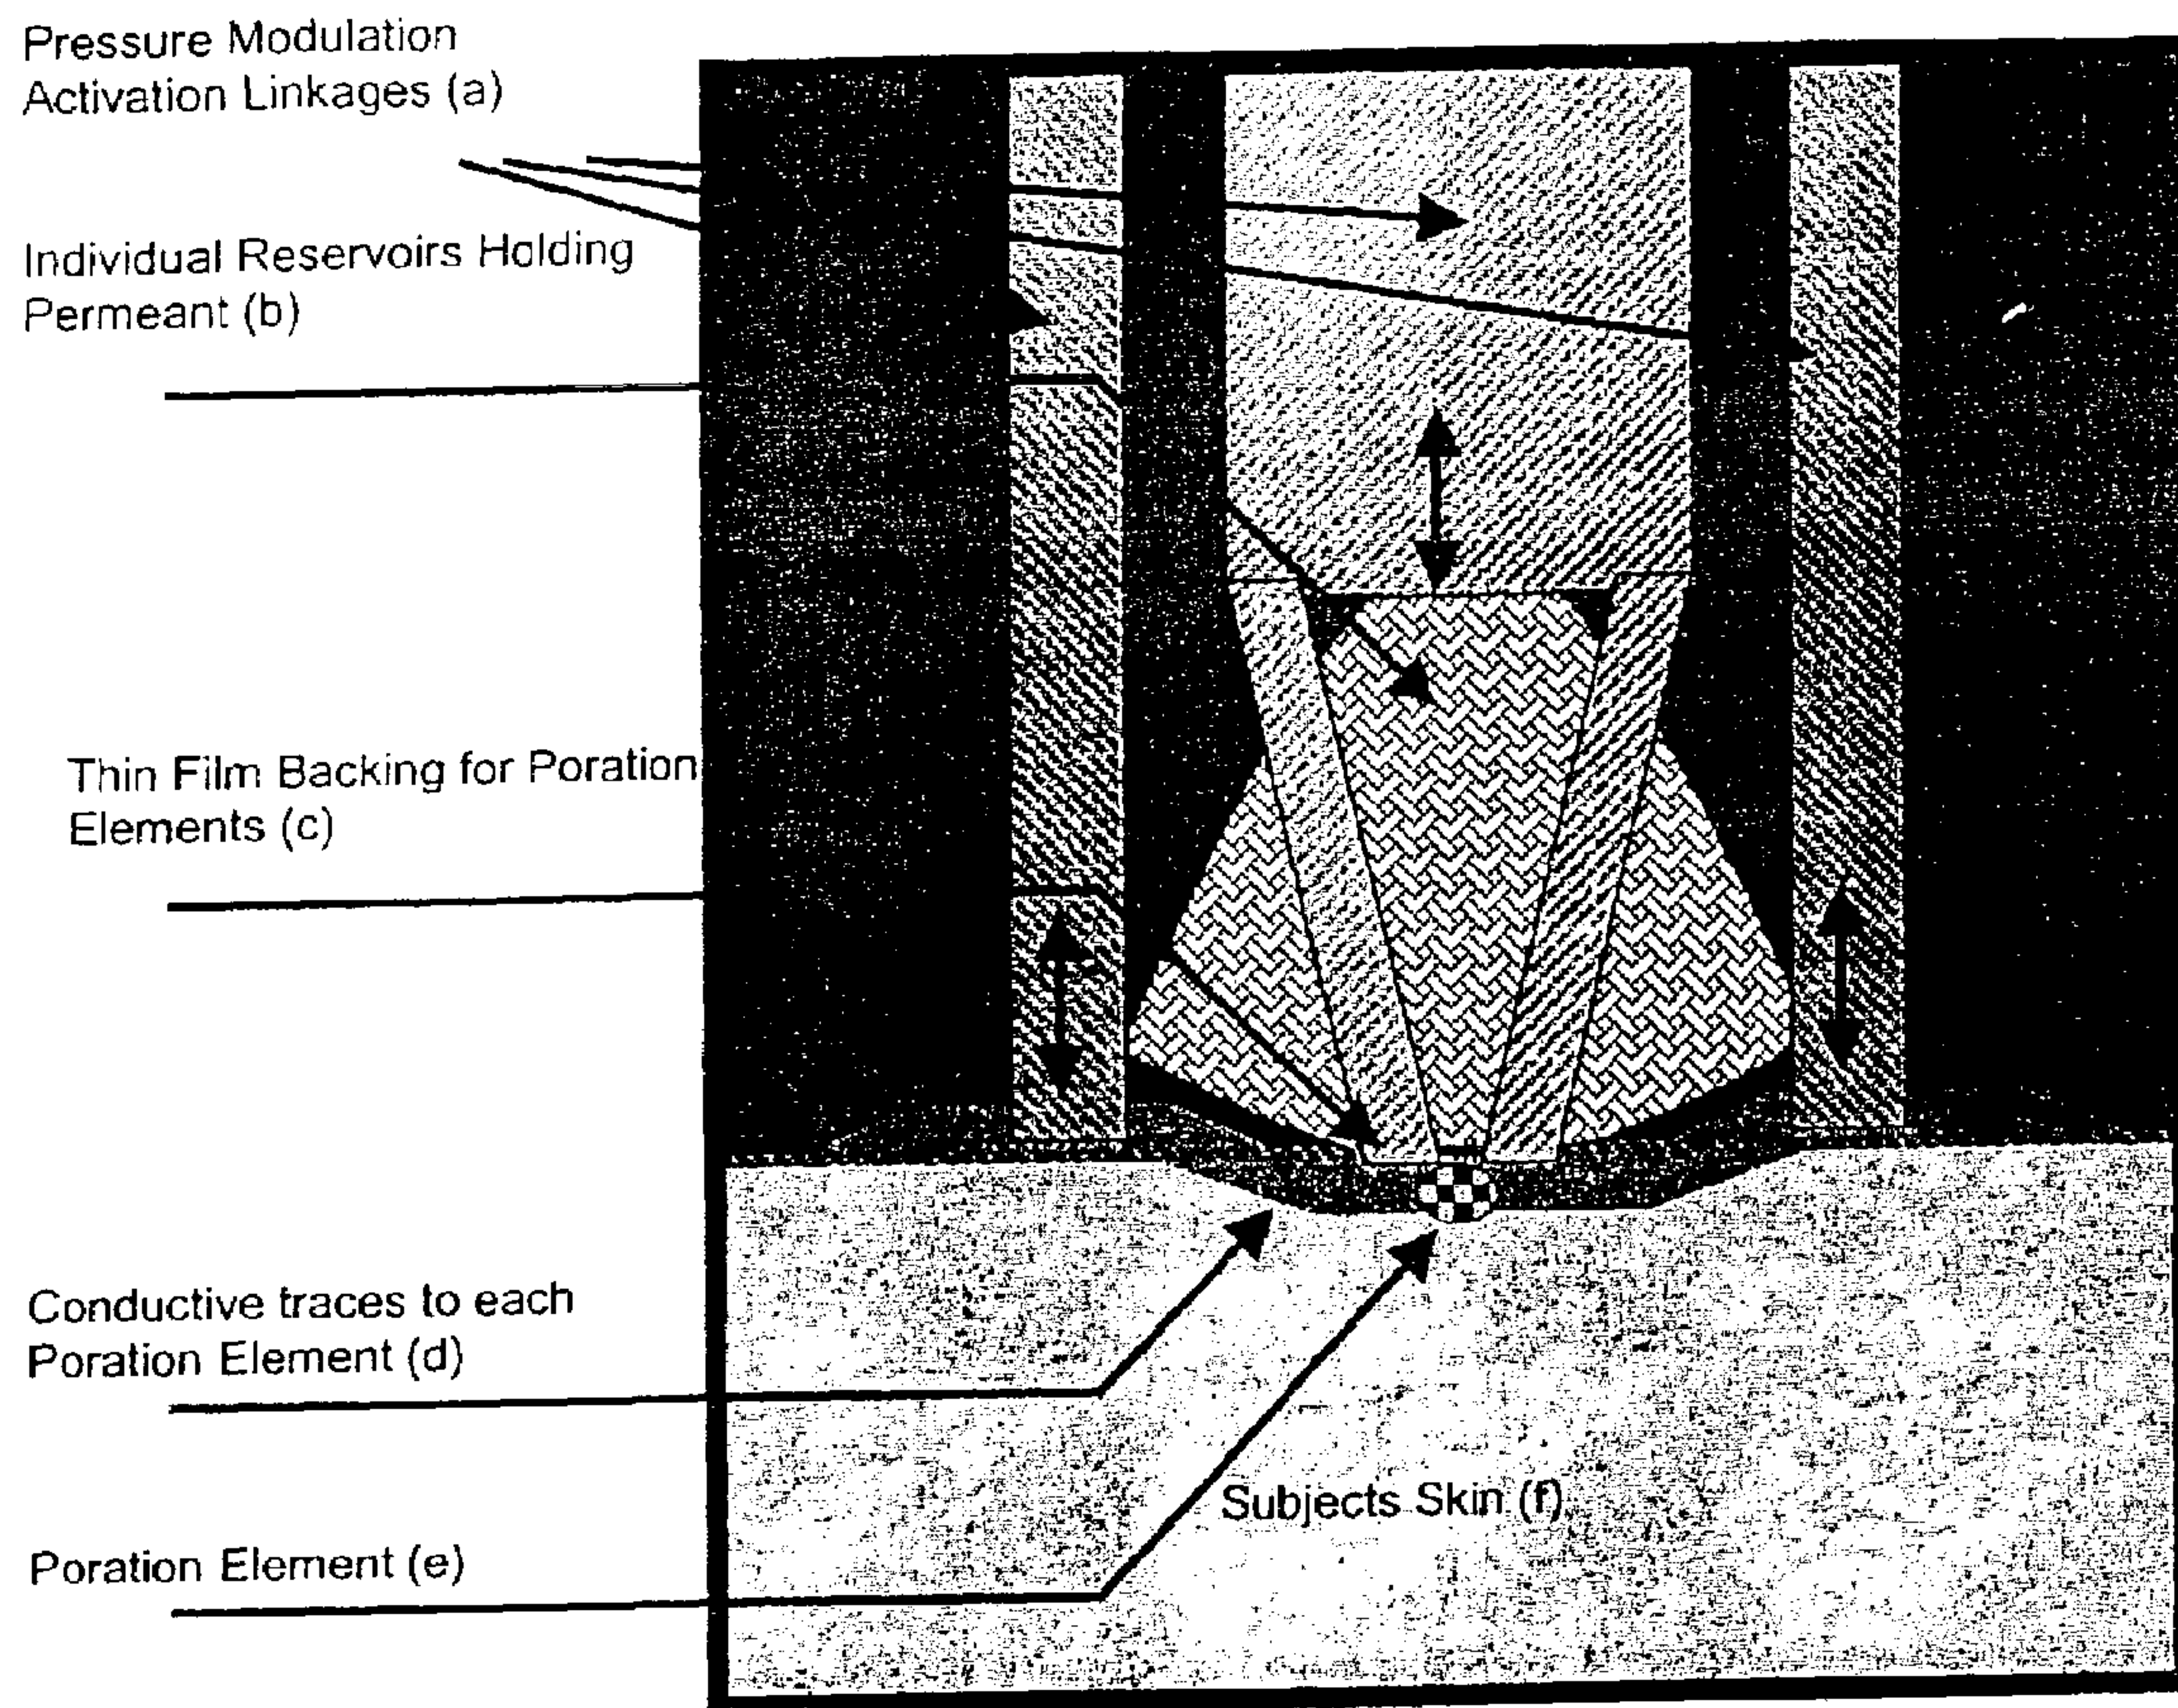 Pressure Modulation
Activation Linkages (a)
Individual Reservoirs Holding
Permeant (b)
Thin Film Backing for Poration
Elements (c)
Conductive traces to each
Poration Element (d)
Subjects Skin (f)
Poration Element (e)